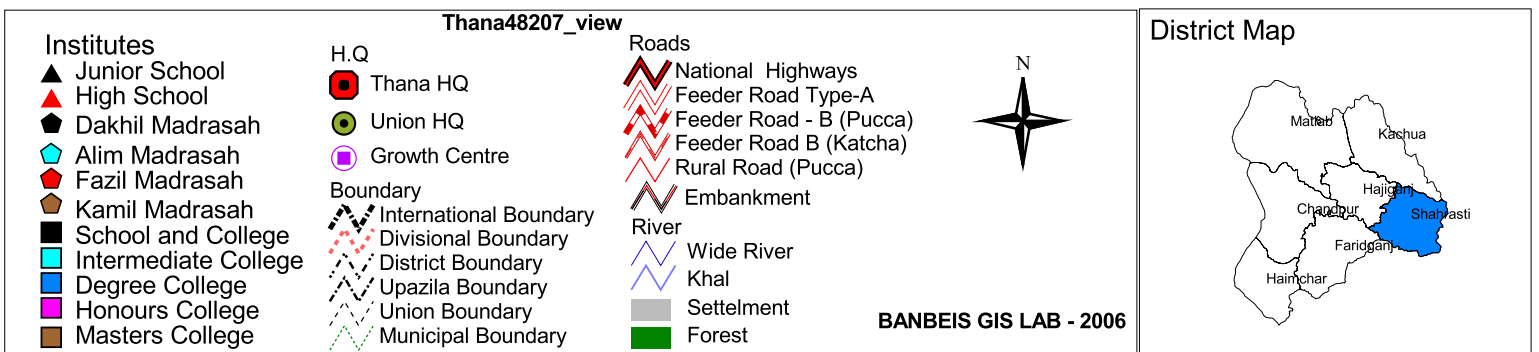 Thana48207_view
Institutes
Junior School
High School
Dakhil Madrasah
Alim Madrasah
Fazil Madrasah
Kamil Madrasah
School and College
Intermediate College
Degree College
Honours College
Masters College
H.Q
Thana HQ
Union HQ
Growth Centre
Boundary
International Boundary
Divisional Boundary
District Boundary
Upazila Boundary
Union Boundary
Municipal Boundary
Roads
National Highways
Feeder Road Type-A
Feeder Road - B (Pucca)
Feeder Road B (Katcha)
Rural Road (Pucca)
Embankment
River
Wide River
Khal
Settelment
Forest
N
BANBEIS GIS LAB - 2006
District Map
Matlab
Kachua
Hajiganj
Chandpur
Shahrasti
Faridganj
Haimchar